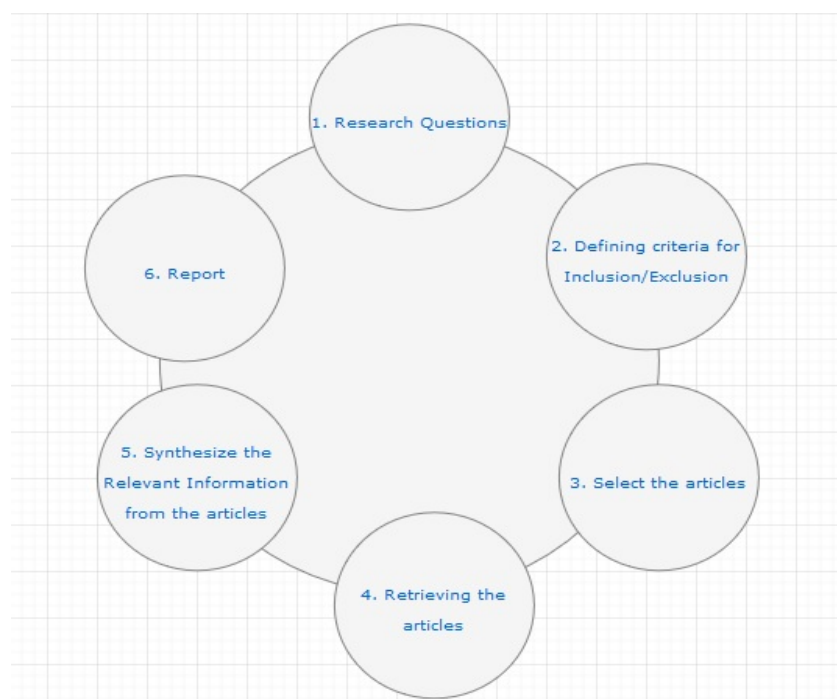 1. Research Questions
2. Defining criteria for
Inclusion/Exclusion
3. Select the articles
4. Retrieving the
articles
5. Synthesize the
Relevant Information
from the articles
6. Report